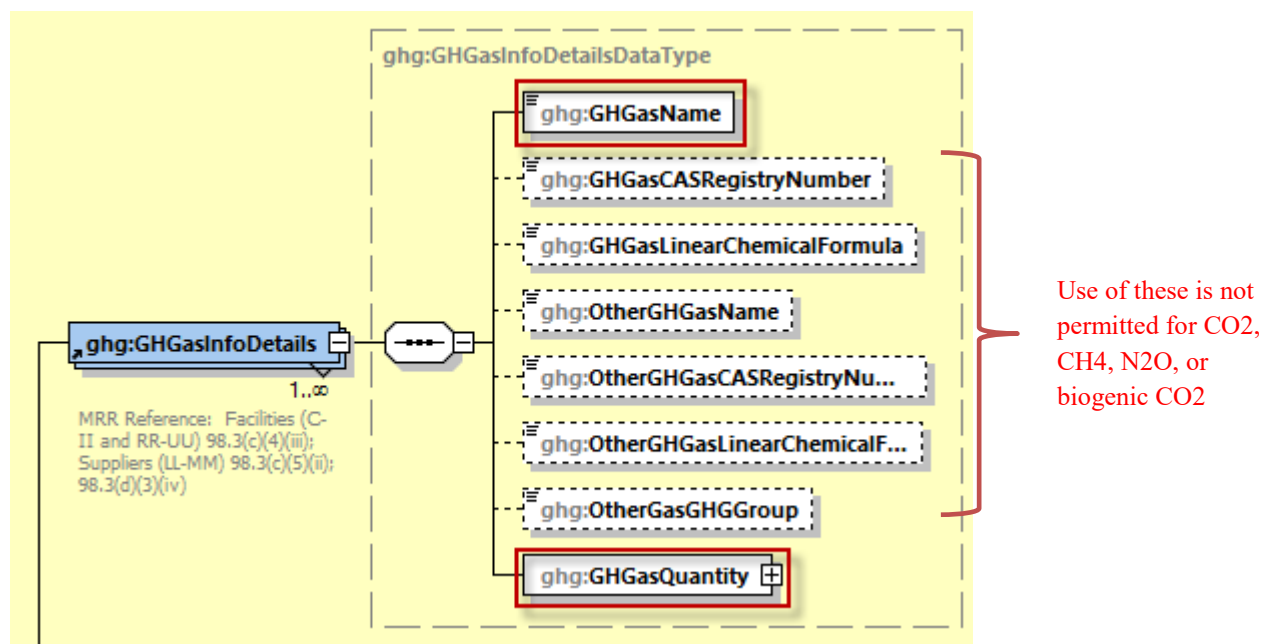 ghg:GHGasInfoDetailsDataType
ghg:GHGasName
ghg:GHGasCASRegistryNumber
ghg:GHGasLinearChemicalFormula
ghg:OtherGHGasName
ghg:OtherGHGasCASRegistryNu...
ghg:OtherGHGasLinearChemicalF...
ghg:OtherGasGHGGroup
ghg:GHGasQuantity
ghg:GHGasInfoDetails
1..∞
MRR Reference: Facilities (C-
II and RR-UU) 98.3(c)(4)(iii);
Suppliers (LL-MM) 98.3(c)(5)(ii);
98.3(d)(3)(iv)
Use of these is not
permitted for CO2,
CH4, N2O, or
biogenic CO2